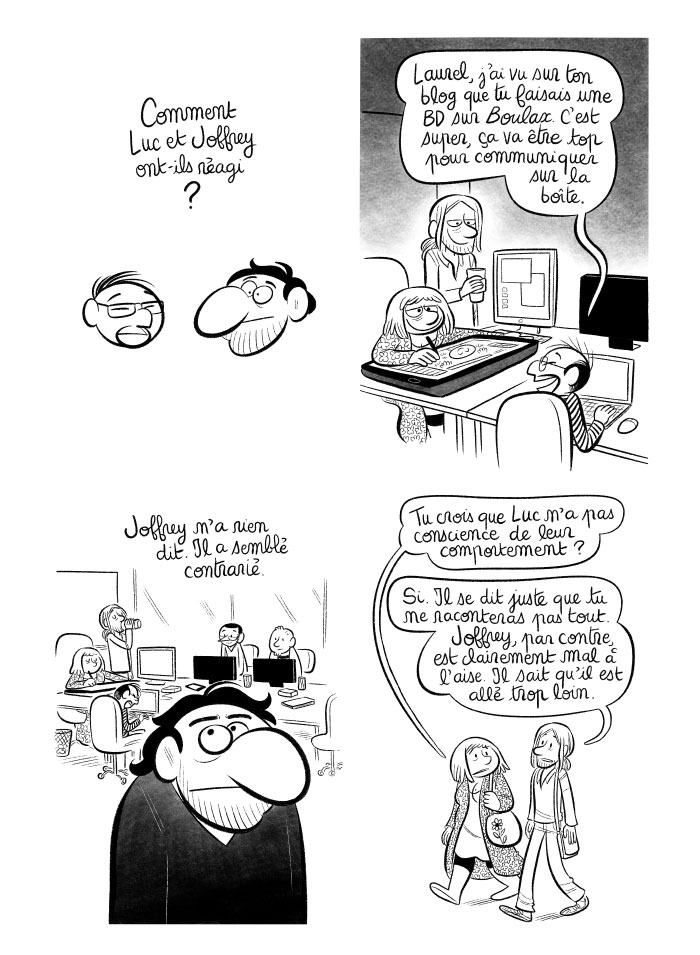 Comment
Luc et Joffrey
ont-ils réagi
?
Laurel, j'ai vu sur ton
blog que tu faisais une
BD sur Boulax. C'est
super, ça va être top
pour communiquer
sur la
boîte.
Joffrey n'a rien
dit. Il a semblé
contrarié.
Tu crois que Luc n'a pas
conscience de leur
comportement ?
Si. Il se dit juste que tu
ne raconteras pas tout.
Joffrey, par contre,
est clairement mal à
l'aise. Il sait qu'il est
allé trop loin.